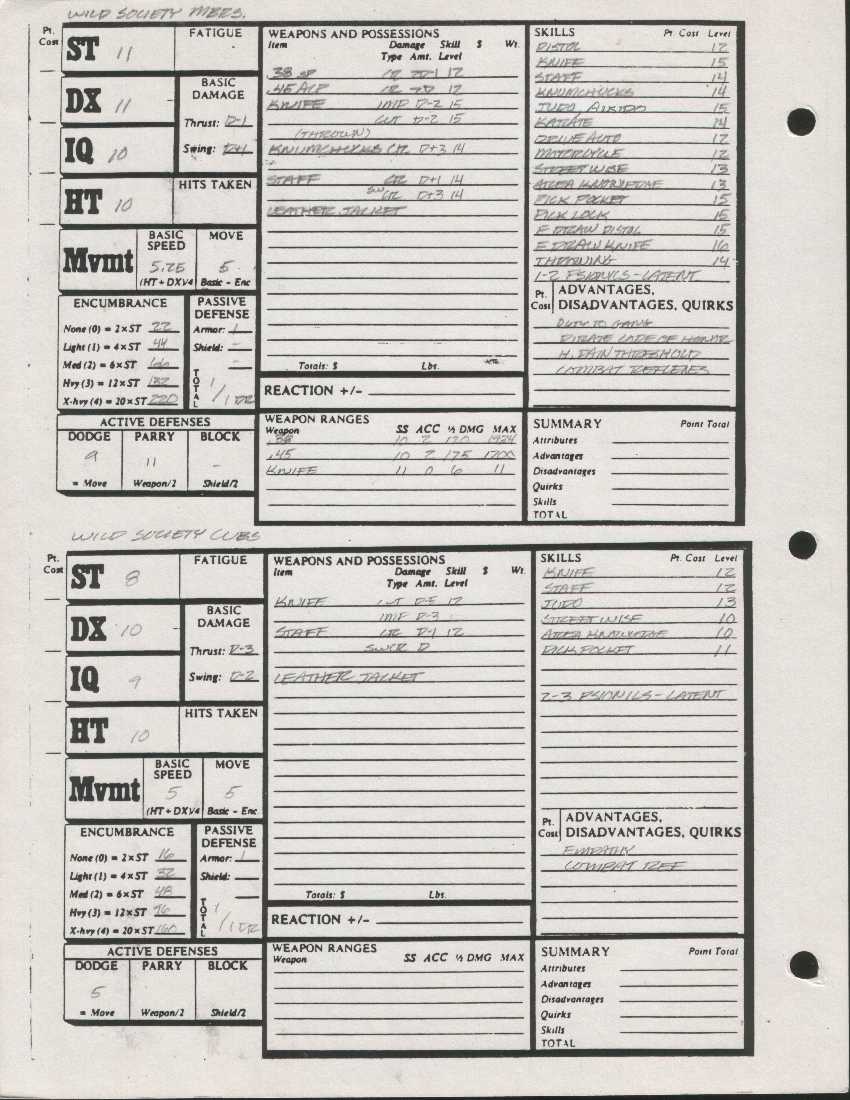 WILD SOCIETY MBRS.
Pt. Cost
ST 11
FATIGUE
DX 11
BASIC DAMAGE
Thrust: D-1
Swing: D+1
IQ 10
HT 10
HITS TAKEN
Mvmt
BASIC SPEED
5.25
(HT + DX)/4
MOVE
5
Basic - Enc
ENCUMBRANCE
None (0) = 2 x ST 22
Light (1) = 4 x ST 44
Med (2) = 6 x ST 66
Hvy (3) = 12 x ST 132
X-hvy (4) = 20 x ST 220
PASSIVE DEFENSE
Armor: 1
Shield: -
TOTAL 1/1 DR
ACTIVE DEFENSES
DODGE PARRY BLOCK
9 11 -
= Move Weapon/2 Shield/2
WEAPONS AND POSSESSIONS
Item Damage Skill $ Wt.
Type Amt. Level
.38 SP CR 2D-1 12
.45 ACP CR 2D 12
KNIFE IMP D-2 15
CUT D-2 15
(THROWN)
KNUMCHUCKS CR. D+3 14
STAFF CR D+1 14
SW CR D+3 14
LEATHER JACKET
Totals: $ Lbs.
REACTION +/-
WEAPON RANGES
Weapon SS ACC ½ DMG MAX
.38 10 2 120 1924
.45 10 2 175 1700
KNIFE 11 0 6 11
SKILLS Pt. Cost Level
PISTOL 12
KNIFE 15
STAFF 14
KNUMCHUCKS 14
JUDO, AIKIDO 15
KARATE 14
DRIVE AUTO 12
MOTORCYCLE 12
STREETWISE 13
AREA KNOWLEDGE 13
PICK POCKET 15
PICK LOCK 15
F DRAW PISTOL 15
F DRAW KNIFE 16
THROWING 14
1-2 PSIONICS - LATENT
Pt. Cost
ADVANTAGES,
DISADVANTAGES, QUIRKS
DUTY TO GANG
PIRATE CODE OF HONOR
H. PAIN THRESHOLD
COMBAT REFLEXES
SUMMARY Point Total
Attributes
Advantages
Disadvantages
Quirks
Skills
TOTAL
WILD SOCIETY CUBS
Pt. Cost
ST 8
FATIGUE
DX 10
BASIC DAMAGE
Thrust: D-3
Swing: D-2
IQ 9
HT 10
HITS TAKEN
Mvmt
BASIC SPEED
5
(HT + DX)/4
MOVE
5
Basic - Enc
ENCUMBRANCE
None (0) = 2 x ST 16
Light (1) = 4 x ST 32
Med (2) = 6 x ST 48
Hvy (3) = 12 x ST 96
X-hvy (4) = 20 x ST 160
PASSIVE DEFENSE
Armor: 1
Shield:
TOTAL 1/1 DR
ACTIVE DEFENSES
DODGE PARRY BLOCK
5
= Move Weapon/2 Shield/2
WEAPONS AND POSSESSIONS
Item Damage Skill $ Wt.
Type Amt. Level
KNIFE CUT D-5 12
IMP D-3
STAFF CR D-1 12
SWCR D
LEATHER JACKET
Totals: $ Lbs.
REACTION +/-
WEAPON RANGES
Weapon SS ACC ½ DMG MAX
SKILLS Pt. Cost Level
KNIFE 12
STAFF 12
JUDO 13
STREETWISE 10
AREA KNOWLEDGE 10
PICK POCKET 11
2-3 PSIONICS - LATENT
Pt. Cost
ADVANTAGES,
DISADVANTAGES, QUIRKS
EMPATHY
COMBAT REF
SUMMARY Point Total
Attributes
Advantages
Disadvantages
Quirks
Skills
TOTAL